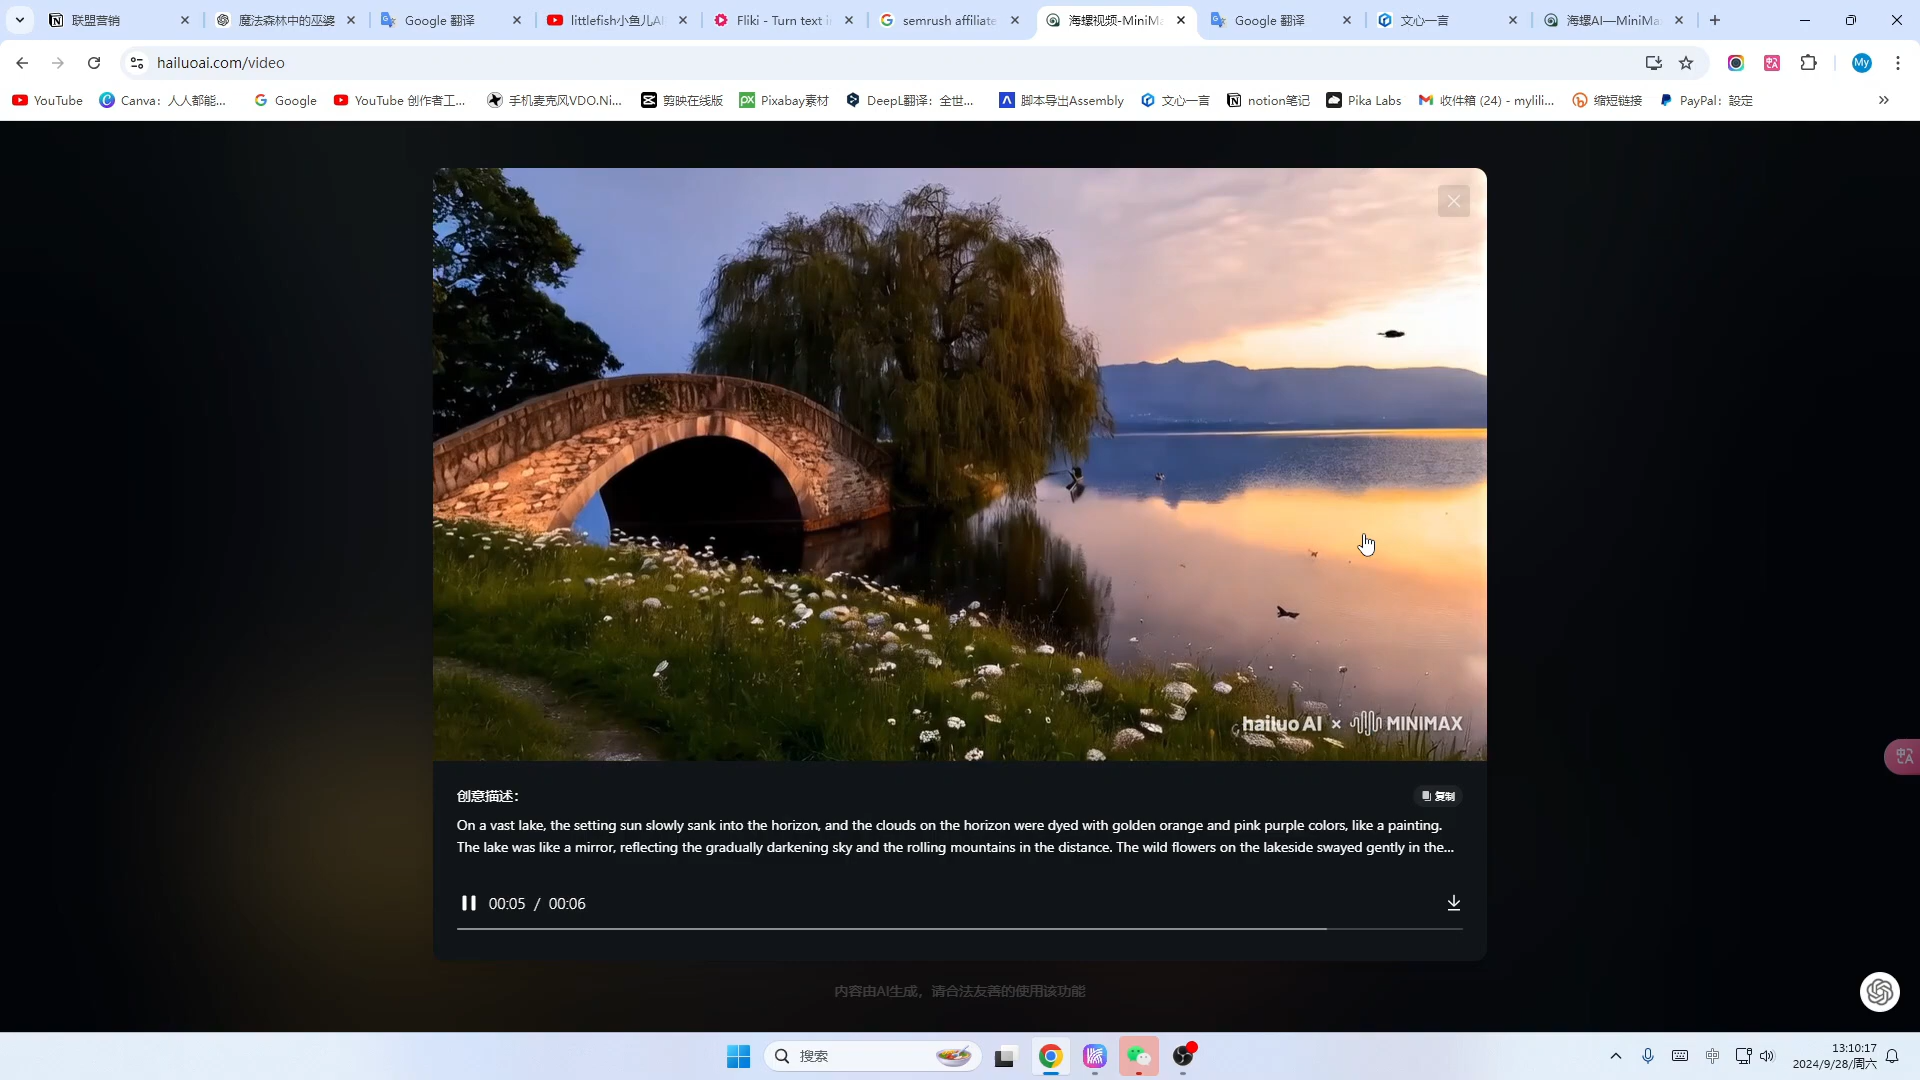 联盟营销
魔法森林中的巫婆
Google 翻译
littlefish小鱼儿AI
Fliki - Turn text i
semrush affiliate
海螺视频-MiniMa
Google 翻译
文心一言
海螺AI—MiniMa
hailuoai.com/video
My
YouTube
Canva：人人都能...
Google
YouTube 创作者工...
手机麦克风VDO.Ni...
剪映在线版
Pixabay素材
DeepL翻译：全世...
脚本导出Assembly
文心一言
notion笔记
Pika Labs
收件箱 (24) - mylili...
缩短链接
PayPal：設定
hailuo AI × MINIMAX
创意描述：
复制
On a vast lake, the setting sun slowly sank into the horizon, and the clouds on the horizon were dyed with golden orange and pink purple colors, like a painting.
The lake was like a mirror, reflecting the gradually darkening sky and the rolling mountains in the distance. The wild flowers on the lakeside swayed gently in the...
00:05 / 00:06
内容由AI生成，请合法友善的使用该功能
搜索
中
13:10:17
2024/9/28/周六